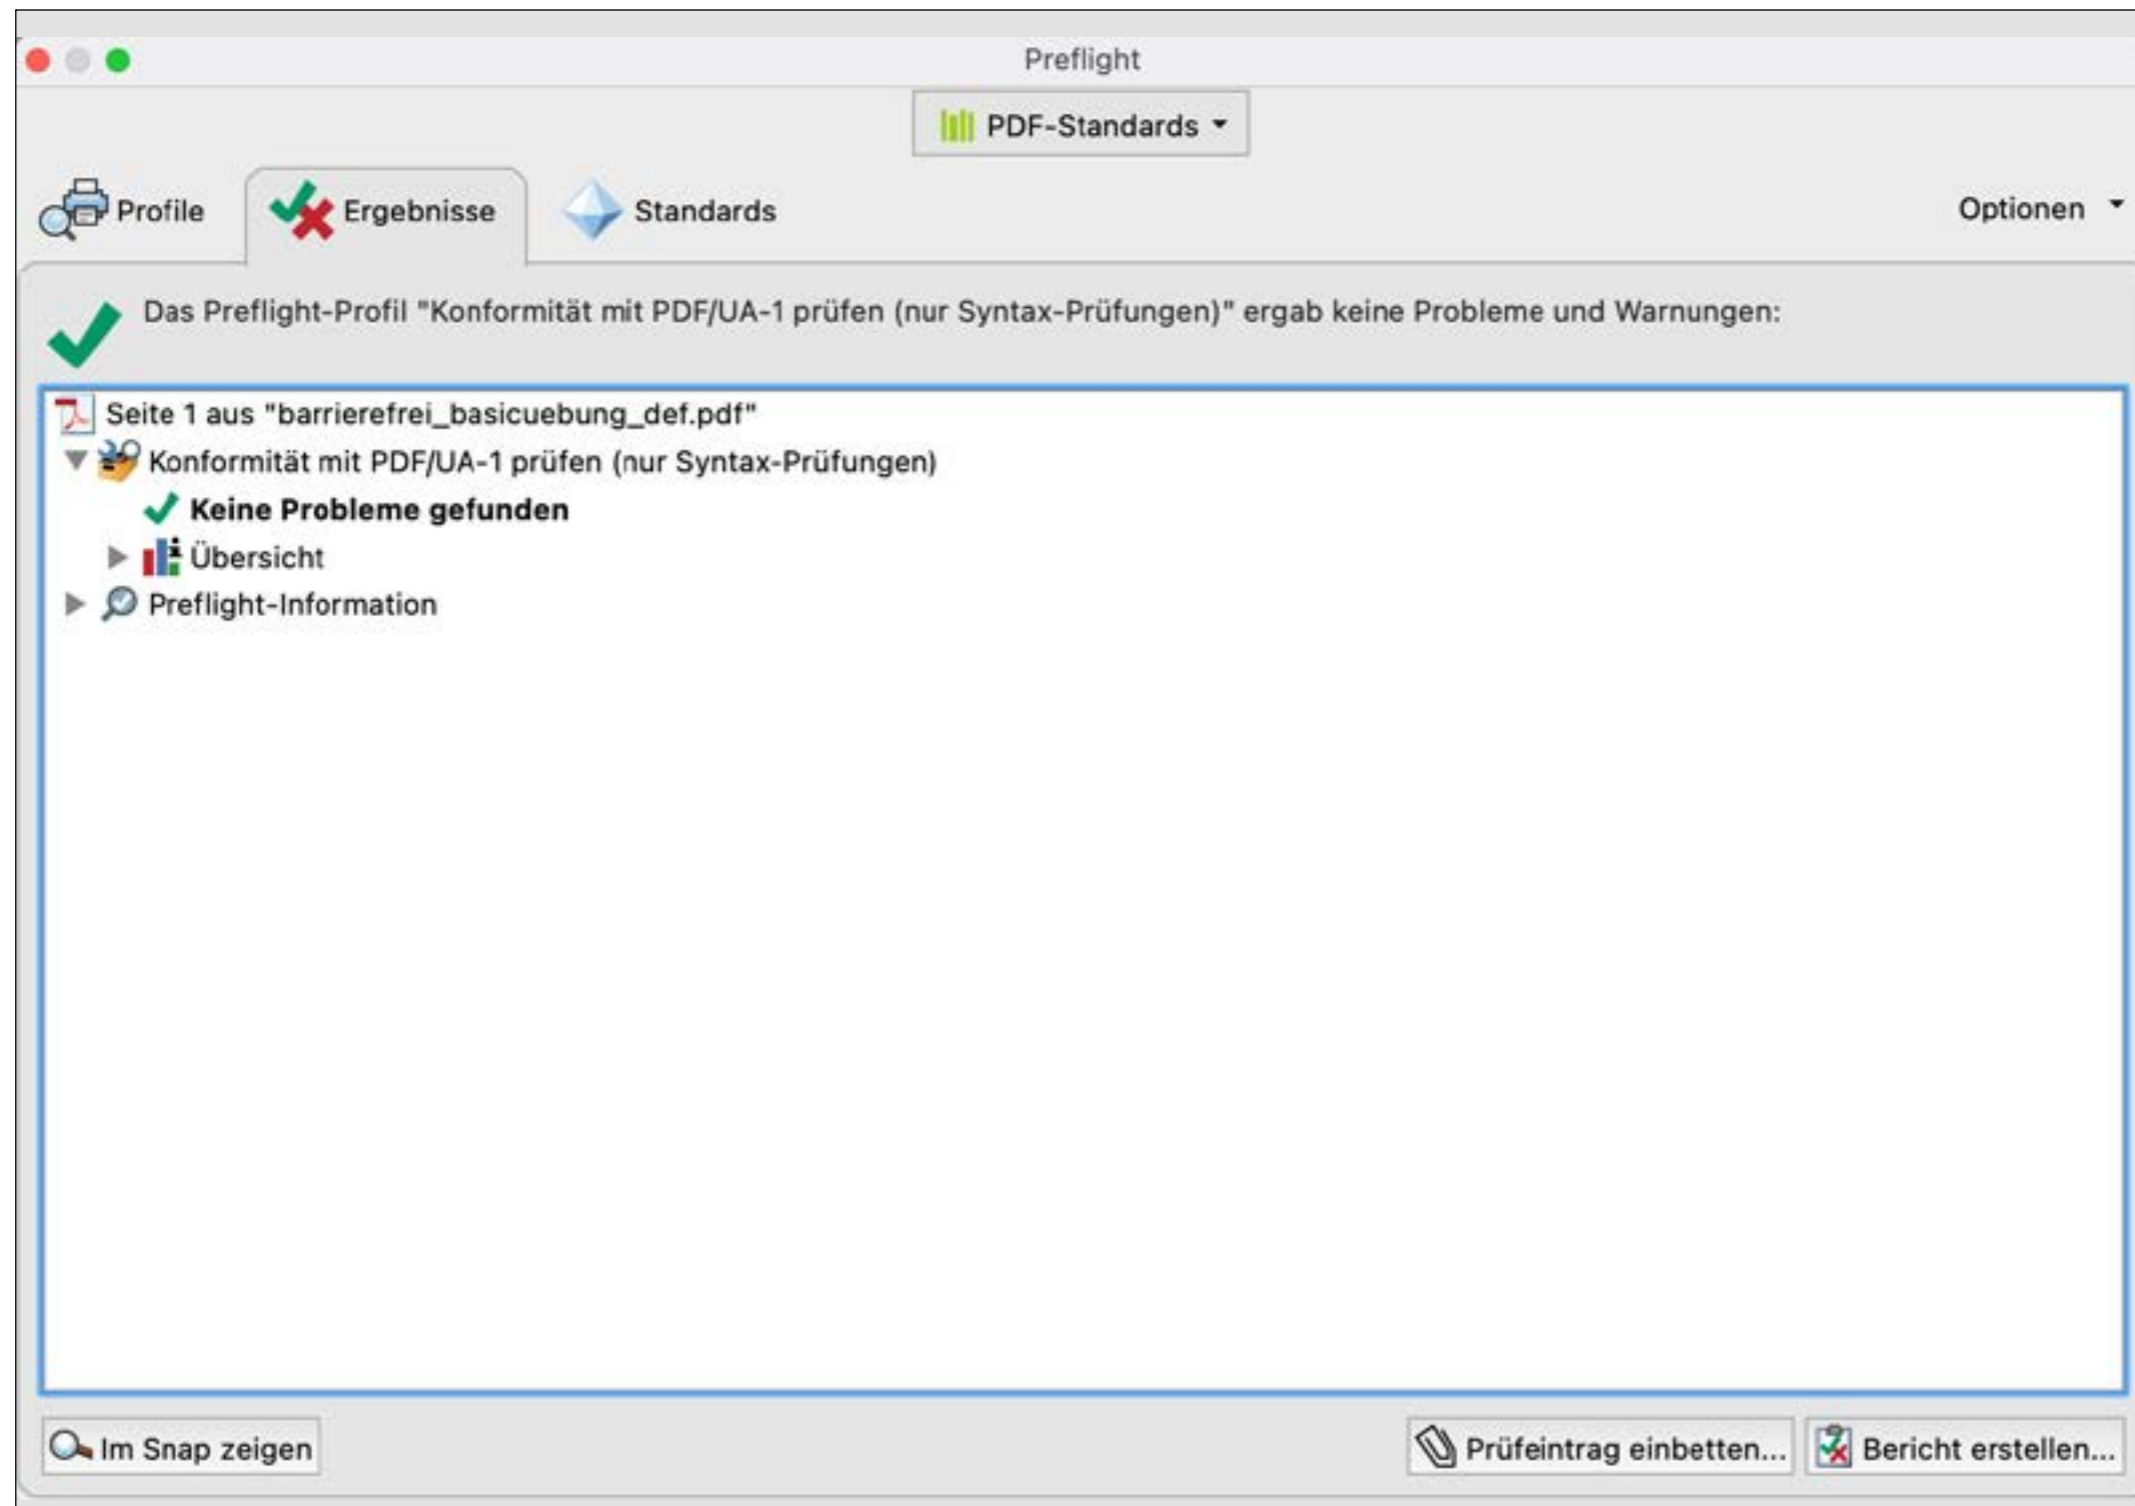 Preflight
PDF-Standards
Profile
Ergebnisse
Standards
Optionen
Das Preflight-Profil "Konformität mit PDF/UA-1 prüfen (nur Syntax-Prüfungen)" ergab keine Probleme und Warnungen:
Seite 1 aus "barrierefrei_basicuebung_def.pdf"
Konformität mit PDF/UA-1 prüfen (nur Syntax-Prüfungen)
Keine Probleme gefunden
Übersicht
Preflight-Information
Im Snap zeigen
Prüfeintrag einbetten...
Bericht erstellen...